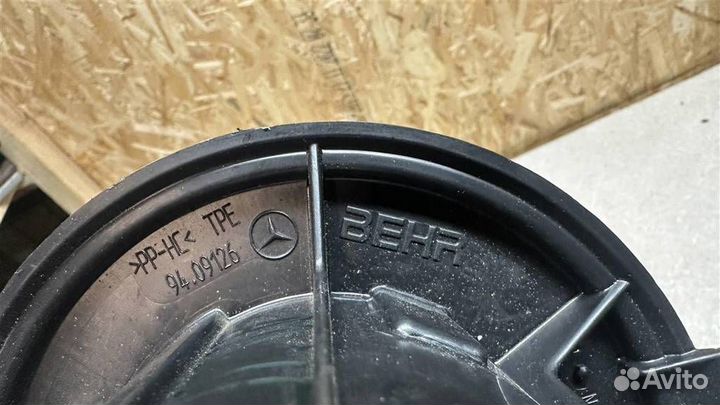 >PP-HC< TPE
94.09126
BEHR
Avito